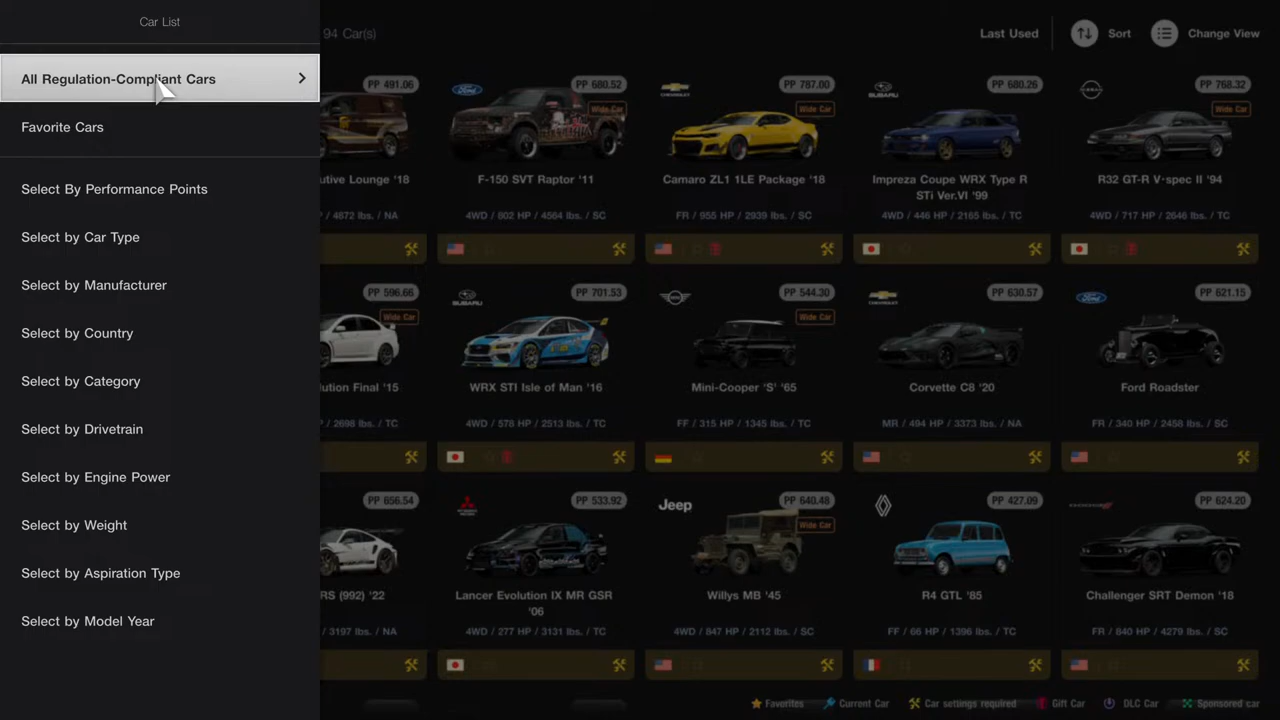 Car List
94 Car(s)
Last Used
Sort
Change View
All Regulation-Compliant Cars
Favorite Cars
Select By Performance Points
Select by Car Type
Select by Manufacturer
Select by Country
Select by Category
Select by Drivetrain
Select by Engine Power
Select by Weight
Select by Aspiration Type
Select by Model Year
PP 491.06
utive Lounge '18
/ 4672 lbs. / NA
PP 680.52
Wide Car
F-150 SVT Raptor '11
4WD / 602 HP / 4564 lbs. / SC
PP 787.00
Wide Car
Camaro ZL1 1LE Package '18
FR / 955 HP / 2939 lbs. / SC
SUBARU
PP 680.26
Impreza Coupe WRX Type R
STi Ver.VI '99
4WD / 446 HP / 2165 lbs. / TC
PP 768.32
Wide Car
R32 GT-R V·spec II '94
4WD / 717 HP / 2646 lbs. / TC
PP 596.66
Wide Car
lution Final '15
/ 2698 lbs. / TC
SUBARU
PP 701.53
WRX STI Isle of Man '16
4WD / 578 HP / 2513 lbs. / TC
PP 544.30
Wide Car
Mini-Cooper 'S' '65
FF / 315 HP / 1345 lbs. / TC
PP 630.57
Corvette C8 '20
MR / 494 HP / 3373 lbs. / NA
Ford
PP 621.15
Ford Roadster
FR / 340 HP / 2458 lbs. / SC
PP 656.54
RS (992) '22
/ 3197 lbs. / NA
PP 533.92
Lancer Evolution IX MR GSR
'06
4WD / 277 HP / 3131 lbs. / TC
Jeep
PP 640.48
Wide Car
Willys MB '45
4WD / 847 HP / 2112 lbs. / SC
PP 427.09
R4 GTL '85
FF / 66 HP / 1396 lbs. / TC
PP 624.20
Challenger SRT Demon '18
FR / 840 HP / 4279 lbs. / SC
Favorites
Current Car
Car settings required
Gift Car
DLC Car
Sponsored car